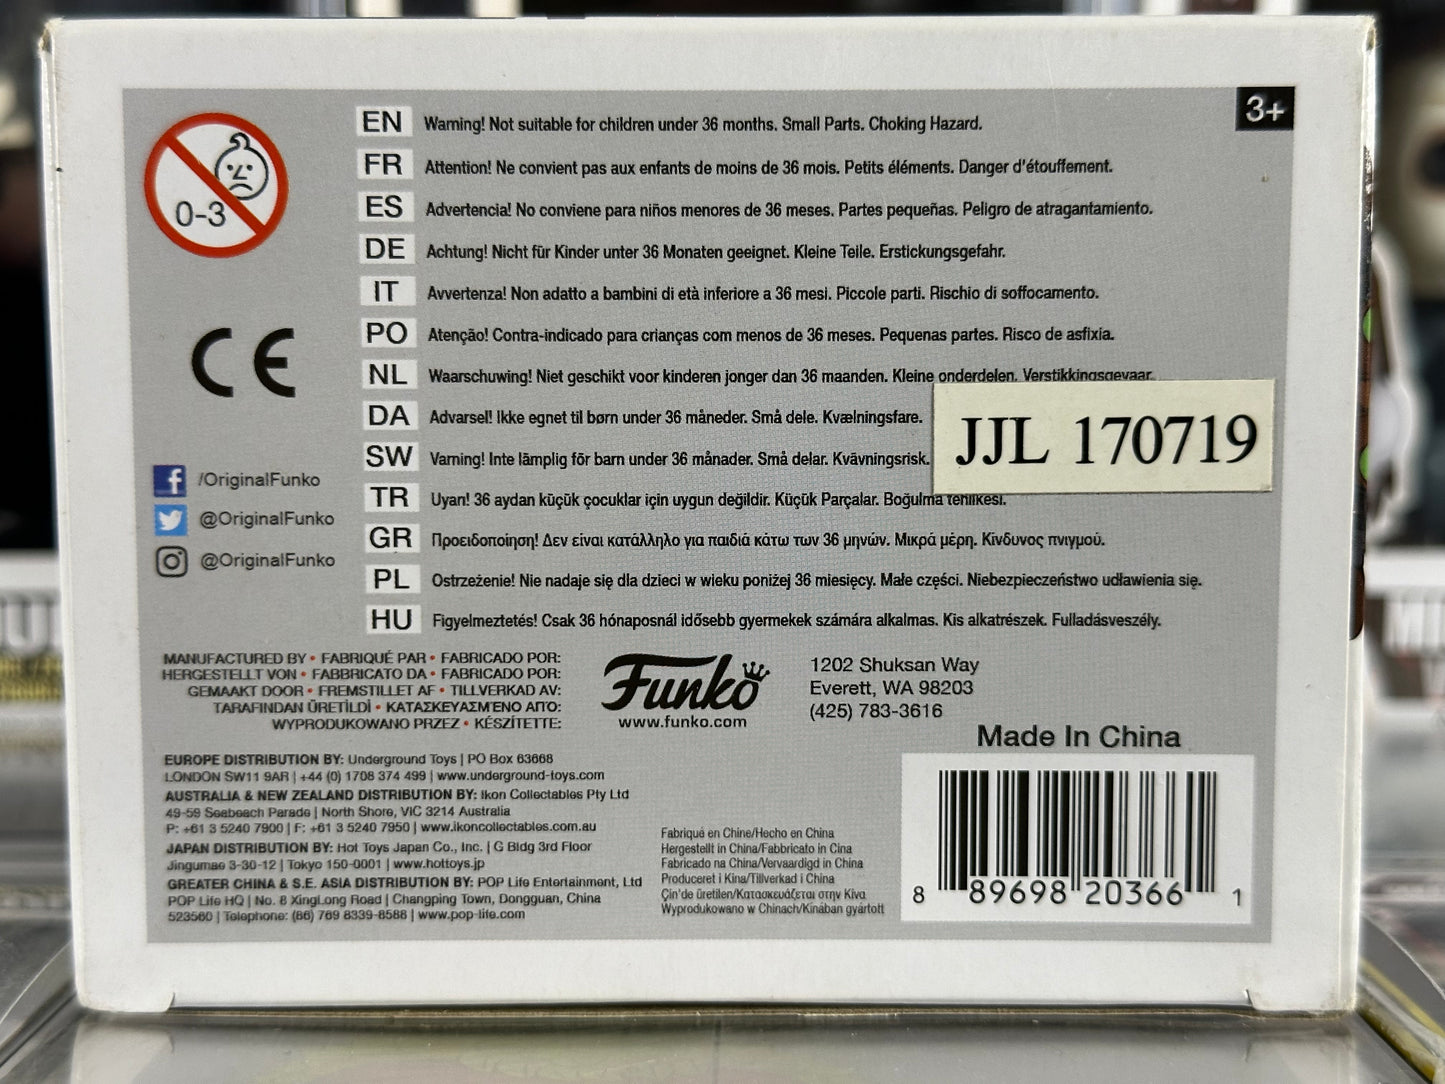 3+
0-3
EN Warning! Not suitable for children under 36 months. Small Parts. Choking Hazard.
FR Attention! Ne convient pas aux enfants de moins de 36 mois. Petits éléments. Danger d'étouffement.
ES Advertencia! No conviene para niños menores de 36 meses. Partes pequeñas. Peligro de atragantamiento.
DE Achtung! Nicht für Kinder unter 36 Monaten geeignet. Kleine Teile. Erstickungsgefahr.
IT Avvertenza! Non adatto a bambini di età inferiore a 36 mesi. Piccole parti. Rischio di soffocamento.
PO Atenção! Contra-indicado para crianças com menos de 36 meses. Pequenas partes. Risco de asfixia.
NL Waarschuwing! Niet geschikt voor kinderen jonger dan 36 maanden. Kleine onderdelen. Verstikkingsgevaar.
DA Advarsel! Ikke egnet til børn under 36 måneder. Små dele. Kvælningsfare.
SW Varning! Inte lämplig för barn under 36 månader. Små delar. Kvävningsrisk.
TR Uyarı! 36 aydan küçük çocuklar için uygun değildir. Küçük Parçalar. Boğulma tehlikesi.
GR Προειδοποίηση! Δεν είναι κατάλληλο για παιδιά κάτω των 36 μηνών. Μικρά μέρη. Κίνδυνος πνιγμού.
PL Ostrzeżenie! Nie nadaje się dla dzieci w wieku poniżej 36 miesięcy. Małe części. Niebezpieczeństwo udławienia się.
HU Figyelmeztetés! Csak 36 hónaposnál idősebb gyermekek számára alkalmas. Kis alkatrészek. Fulladásveszély.
JJL 170719
CE
/OriginalFunko
@OriginalFunko
@OriginalFunko
MANUFACTURED BY • FABRIQUÉ PAR • FABRICADO POR:
HERGESTELLT VON • FABBRICATO DA • FABRICADO POR:
GEMAAKT DOOR • FREMSTILLET AF • TILLVERKAD AV:
TARAFINDAN ÜRETİLDİ • ΚΑΤΑΣΚΕΥΑΣΜΈΝΟ ΑΠΌ:
WYPRODUKOWANO PRZEZ • KÉSZÍTETTE:
Funko
www.funko.com
1202 Shuksan Way
Everett, WA 98203
(425) 783-3616
Made In China
EUROPE DISTRIBUTION BY: Underground Toys | PO Box 63668
LONDON SW11 9AR | +44 (0) 1708 374 499 | www.underground-toys.com
AUSTRALIA & NEW ZEALAND DISTRIBUTION BY: Ikon Collectables Pty Ltd
49-59 Seabeach Parade | North Shore, VIC 3214 Australia
P: +61 3 5240 7900 | F: +61 3 5240 7950 | www.ikoncollectables.com.au
JAPAN DISTRIBUTION BY: Hot Toys Japan Co., Inc. | G Bldg 3rd Floor
Jingumae 3-30-12 | Tokyo 150-0001 | www.hottoys.jp
GREATER CHINA & S.E. ASIA DISTRIBUTION BY: POP Life Entertainment, Ltd
POP Life HQ | No. 8 XingLong Road | Changping Town, Dongguan, China
523560 | Telephone: (86) 769 8339-8588 | www.pop-life.com
Fabriqué en Chine/Hecho en China
Hergestellt in China/Fabbricato in Cina
Fabricado na China/Vervaardigd in China
Produceret i Kina/Tillverkad i China
Çin'de üretilen/Κατασκευάζεται στην Κίνα
Wyprodukowano w Chinach/Kínában gyártott
8 89698 20366 1